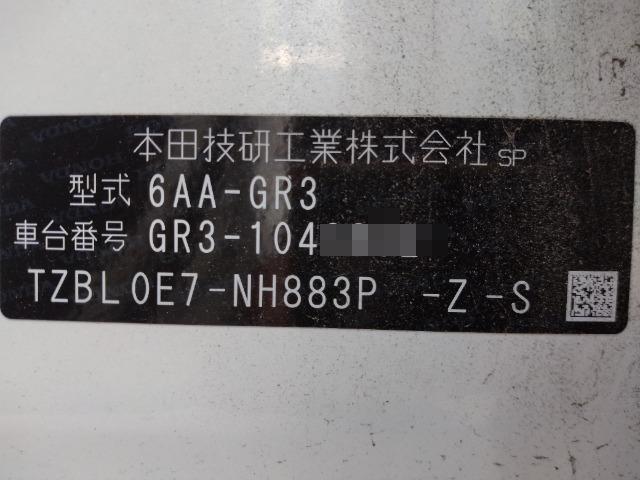 本田技研工業株式会社 SP
型式 6AA-GR3
車台番号 GR3-104
TZBL0E7-NH883P -Z -S